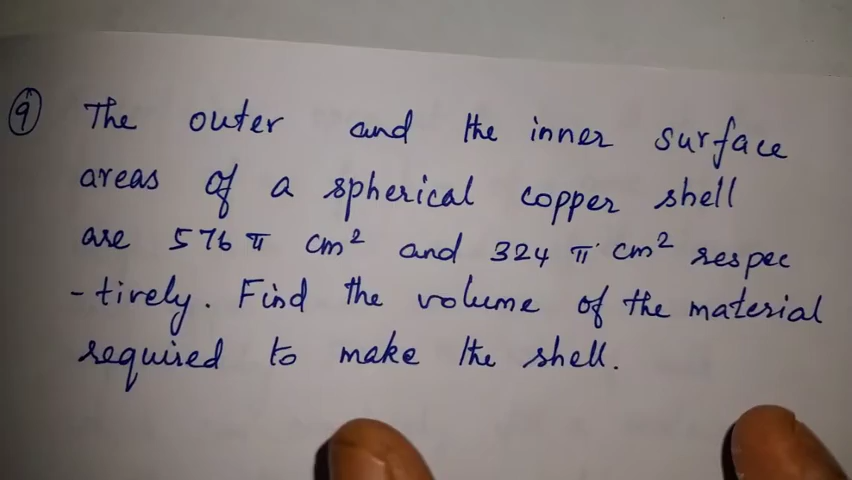 9 The outer and the inner surface
areas of a spherical copper shell
are 576 π cm² and 324 π cm² respec
-tively. Find the volume of the material
required to make the shell.